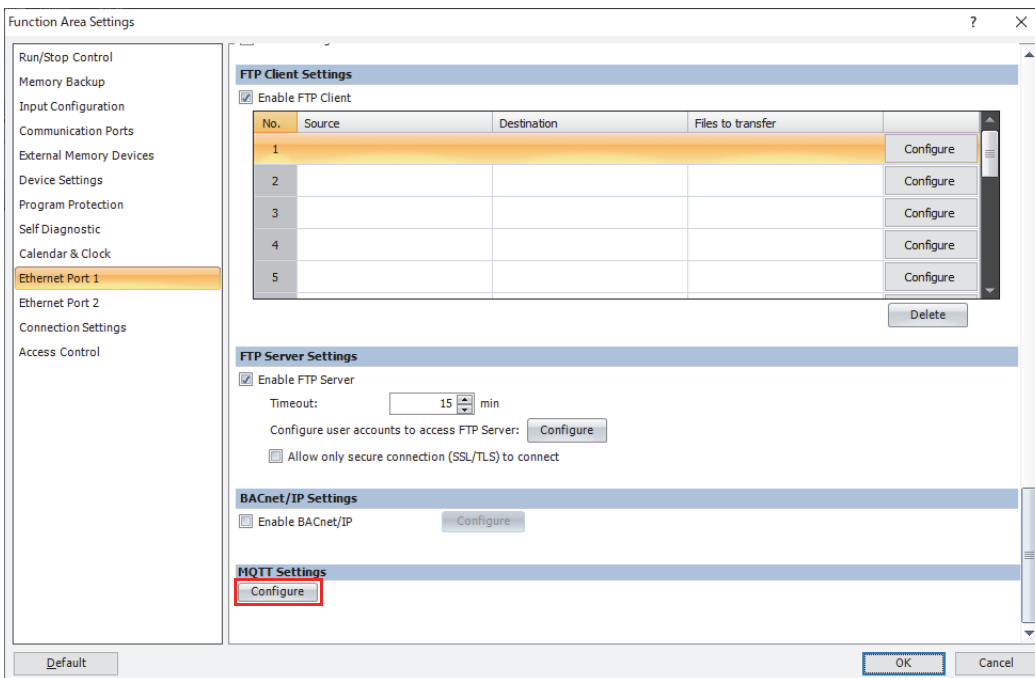 Function Area Settings
?
Run/Stop Control
Memory Backup
Input Configuration
Communication Ports
External Memory Devices
Device Settings
Program Protection
Self Diagnostic
Calendar & Clock
Ethernet Port 1
Ethernet Port 2
Connection Settings
Access Control
FTP Client Settings
Enable FTP Client
No. Source Destination Files to transfer
1 Configure
2 Configure
3 Configure
4 Configure
5 Configure
Delete
FTP Server Settings
Enable FTP Server
Timeout: 15 min
Configure user accounts to access FTP Server: Configure
Allow only secure connection (SSL/TLS) to connect
BACnet/IP Settings
Enable BACnet/IP Configure
MQTT Settings
Configure
Default OK Cancel